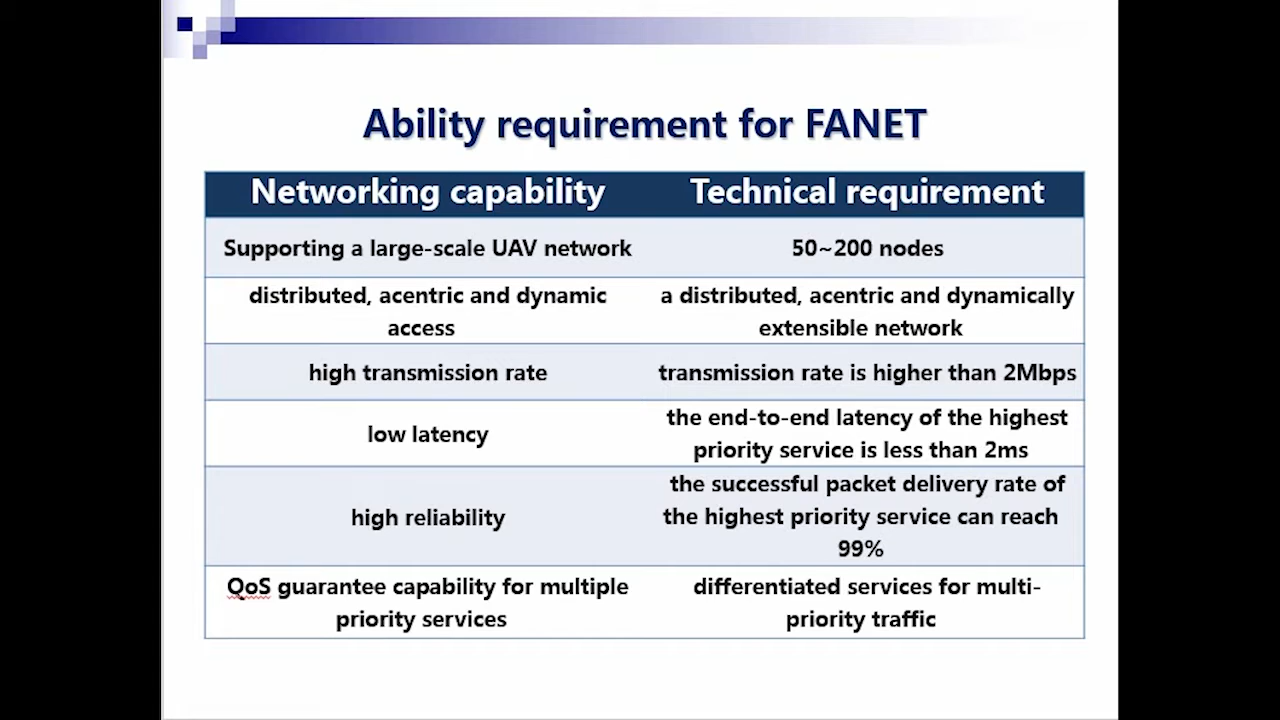 Ability requirement for FANET
Networking capability
Technical requirement
Supporting a large-scale UAV network
50~200 nodes
distributed, acentric and dynamic
access
a distributed, acentric and dynamically
extensible network
high transmission rate
transmission rate is higher than 2Mbps
low latency
the end-to-end latency of the highest
priority service is less than 2ms
high reliability
the successful packet delivery rate of
the highest priority service can reach
99%
QoS guarantee capability for multiple
priority services
differentiated services for multi-
priority traffic